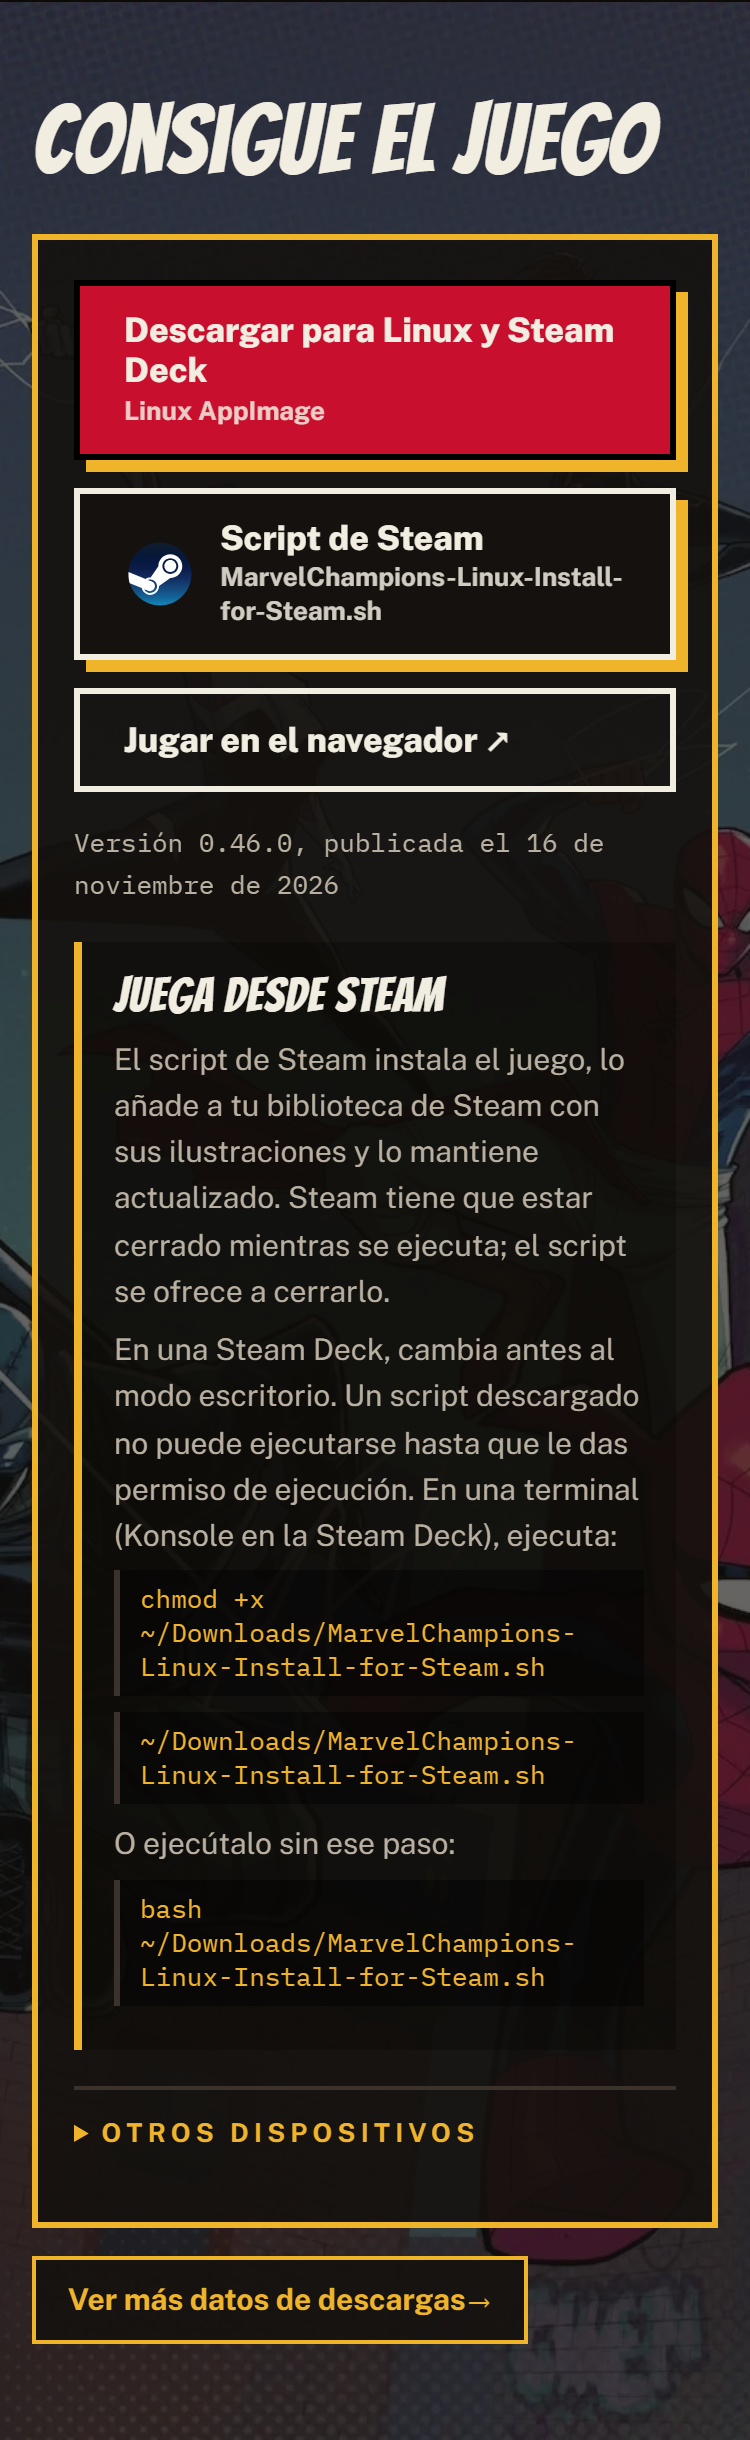 CONSIGUE EL JUEGO
Descargar para Linux y Steam
Deck
Linux AppImage
Script de Steam
MarvelChampions-Linux-Install-
for-Steam.sh
Jugar en el navegador ↗
Versión 0.46.0, publicada el 16 de
noviembre de 2026
JUEGA DESDE STEAM
El script de Steam instala el juego, lo
añade a tu biblioteca de Steam con
sus ilustraciones y lo mantiene
actualizado. Steam tiene que estar
cerrado mientras se ejecuta; el script
se ofrece a cerrarlo.
En una Steam Deck, cambia antes al
modo escritorio. Un script descargado
no puede ejecutarse hasta que le das
permiso de ejecución. En una terminal
(Konsole en la Steam Deck), ejecuta:
chmod +x
~/Downloads/MarvelChampions-
Linux-Install-for-Steam.sh
~/Downloads/MarvelChampions-
Linux-Install-for-Steam.sh
O ejecútalo sin ese paso:
bash
~/Downloads/MarvelChampions-
Linux-Install-for-Steam.sh
▶ OTROS DISPOSITIVOS
Ver más datos de descargas→